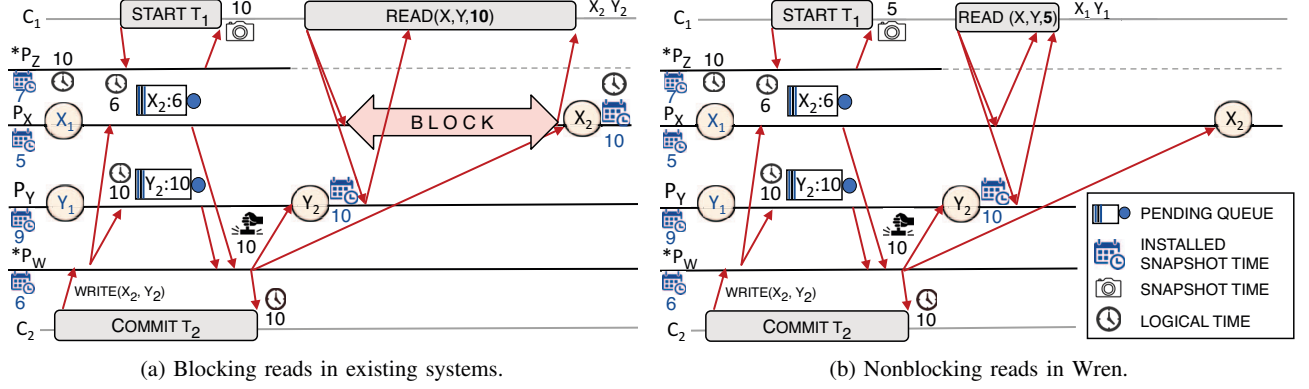 C1 START T1 10 READ(X,Y,10) X2 Y2
*PZ 10
7 6 X2:6
PX X1 BLOCK X2
5 10
10 Y2:10
PY Y1 Y2
9 10
10
*PW
6 WRITE(X2, Y2)
C2 COMMIT T2 10
(a) Blocking reads in existing systems.
C1 START T1 5 READ (X,Y,5) X1 Y1
*PZ 10
7 6 X2:6
PX X1 X2
5
10 Y2:10
PY Y1 Y2
9 10
10
*PW
6 WRITE(X2, Y2)
C2 COMMIT T2 10
PENDING QUEUE
INSTALLED
SNAPSHOT TIME
SNAPSHOT TIME
LOGICAL TIME
(b) Nonblocking reads in Wren.